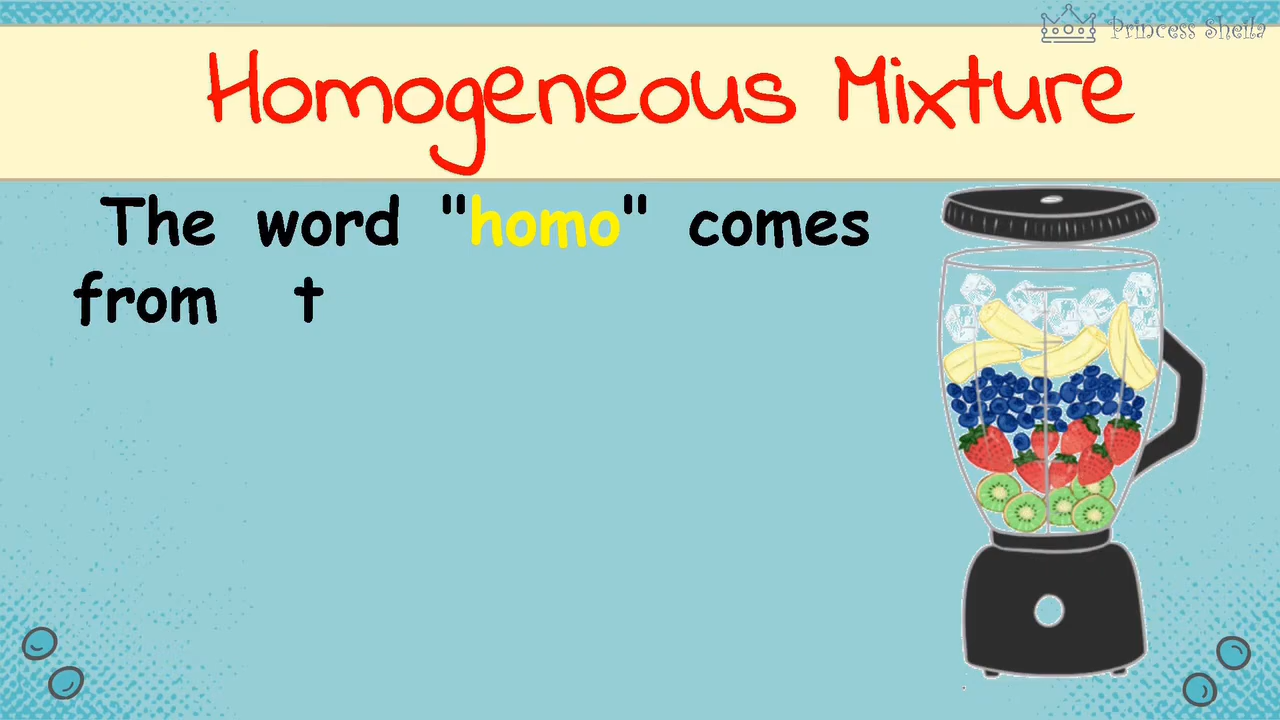 Princess Sheila
Homogeneous Mixture
The word "homo" comes
from t